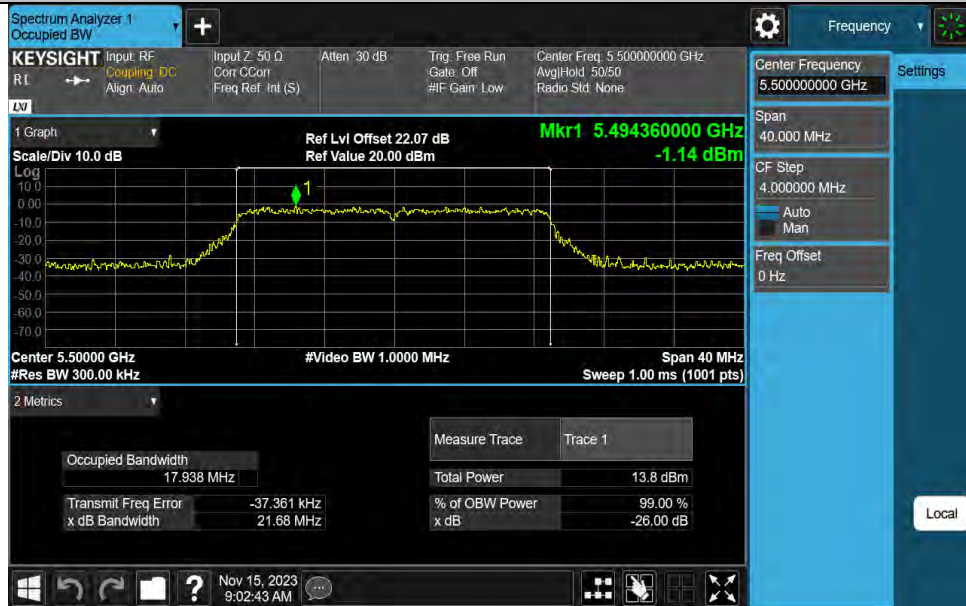 Spectrum Analyzer 1
Occupied BW
Frequency
KEYSIGHT
Input: RF
Coupling: DC
Align: Auto
Input Z: 50 Ω
Corr CCorr
Freq Ref: Int (S)
Atten: 30 dB
Trig: Free Run
Gate: Off
#IF Gain: Low
Center Freq: 5.500000000 GHz
Avg|Hold: 50/50
Radio Std: None
LXI
Center Frequency
5.500000000 GHz
Settings
Span
40.000 MHz
CF Step
4.000000 MHz
Auto
Man
Freq Offset
0 Hz
Local
1 Graph
Scale/Div 10.0 dB
Ref Lvl Offset 22.07 dB
Ref Value 20.00 dBm
Mkr1 5.494360000 GHz
-1.14 dBm
Log
10.0
0.00
-10.0
-20.0
-30.0
-40.0
-50.0
-60.0
-70.0
1
Center 5.50000 GHz
#Res BW 300.00 kHz
#Video BW 1.0000 MHz
Span 40 MHz
Sweep 1.00 ms (1001 pts)
2 Metrics
Measure Trace Trace 1
Occupied Bandwidth
17.938 MHz
Total Power 13.8 dBm
Transmit Freq Error -37.361 kHz
% of OBW Power 99.00 %
x dB Bandwidth 21.68 MHz
x dB -26.00 dB
Nov 15, 2023
9:02:43 AM